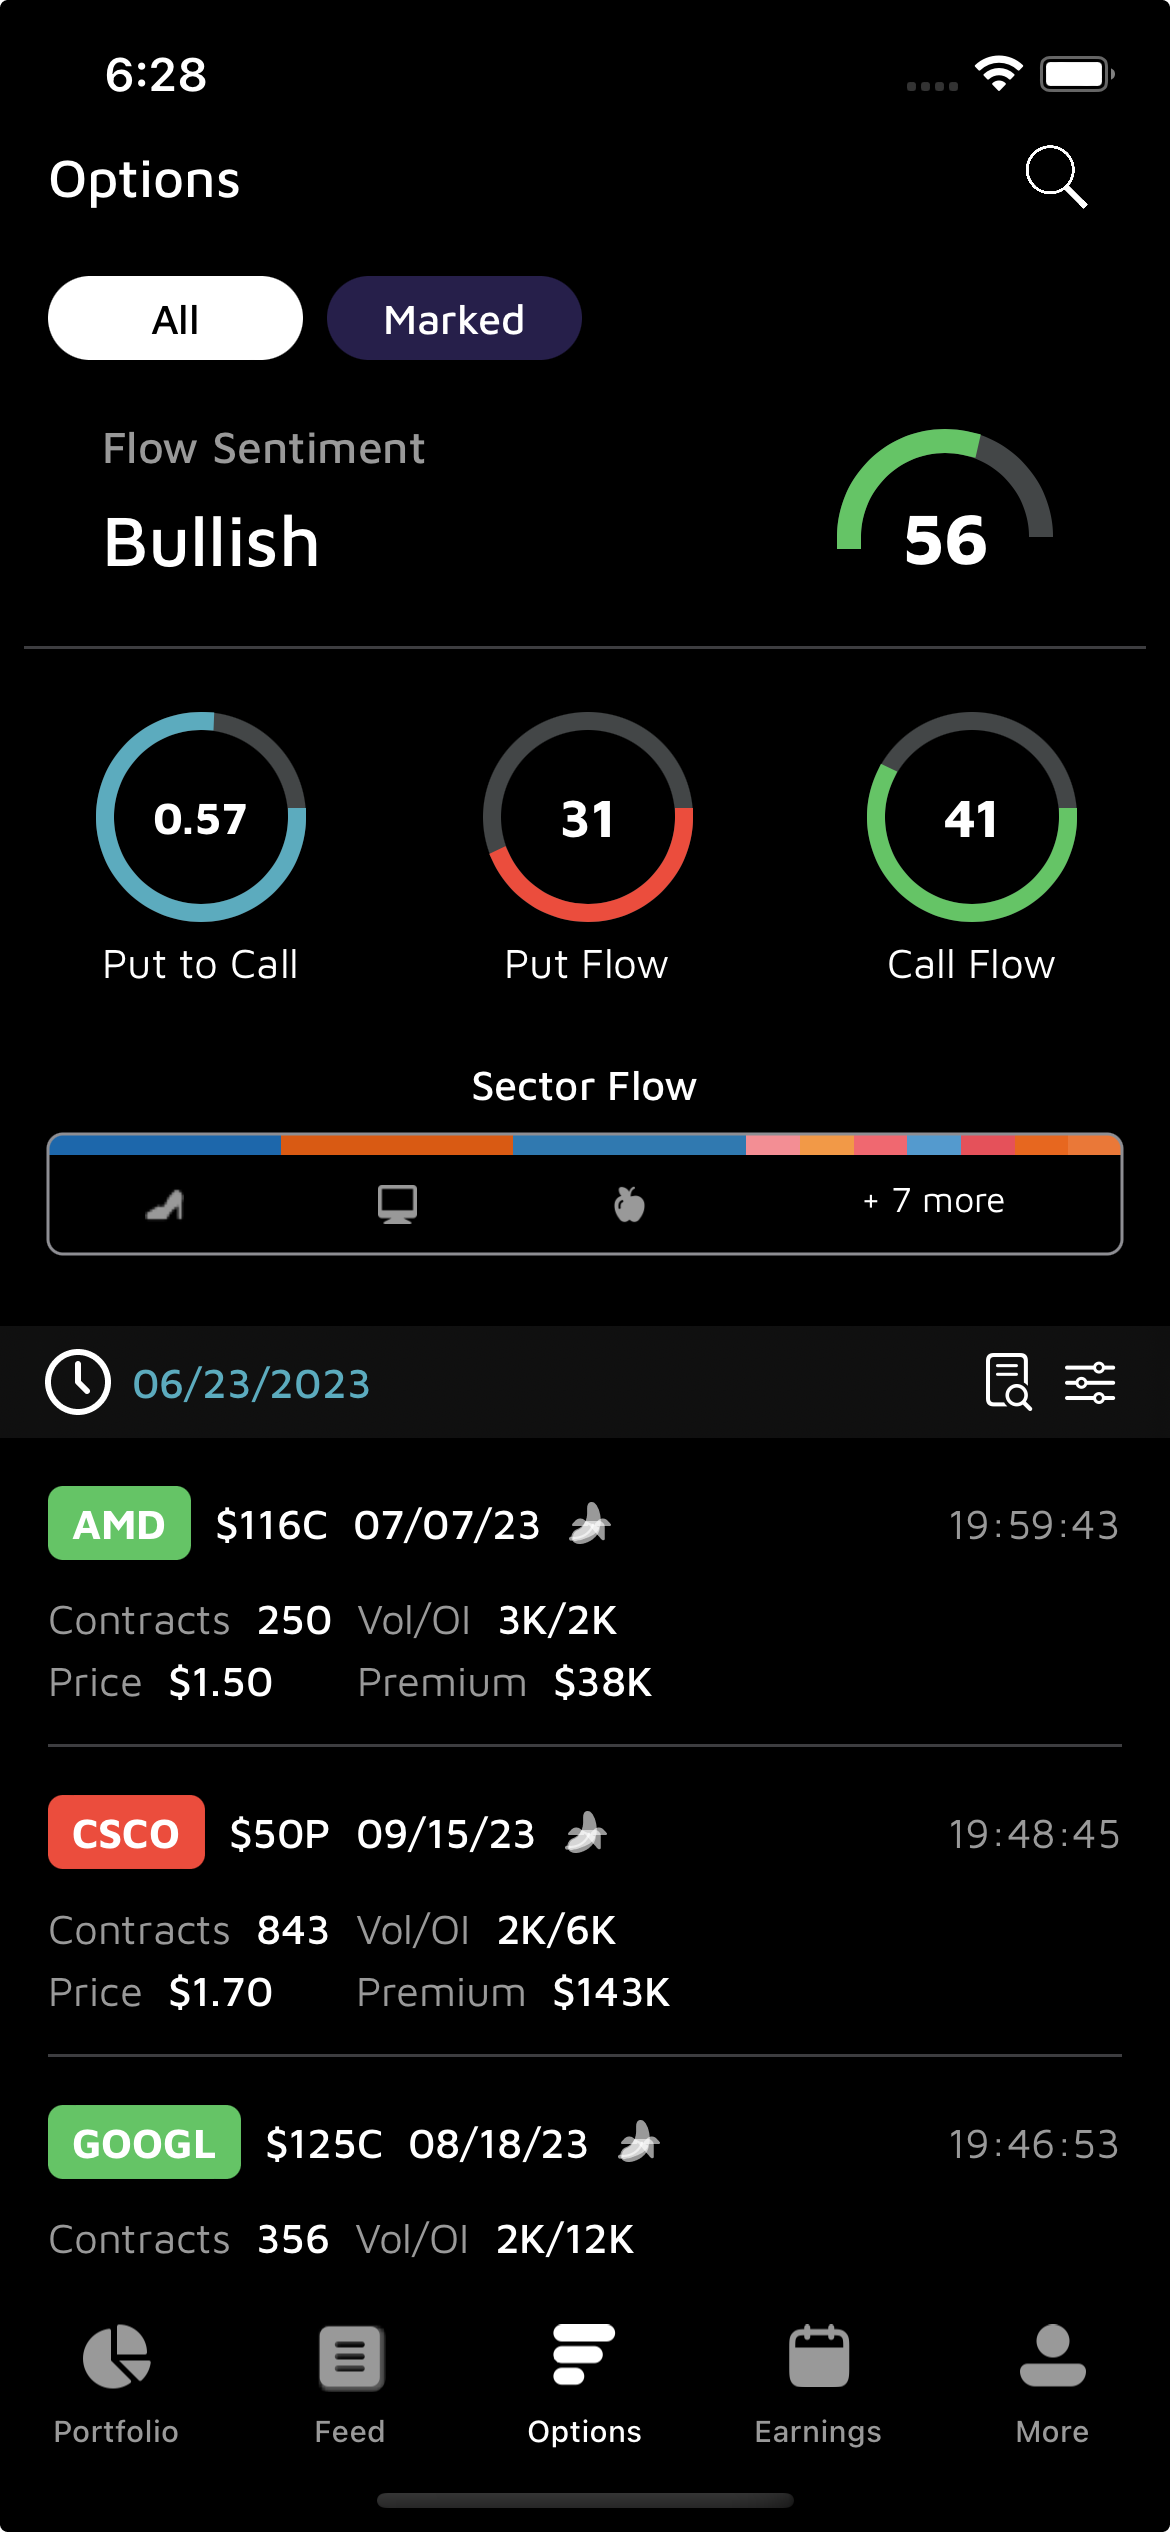 6:28
Options
All Marked
Flow Sentiment
Bullish
56
0.57 31 41
Put to Call Put Flow Call Flow
Sector Flow
+ 7 more
06/23/2023
AMD $116C 07/07/23 19:59:43
Contracts 250 Vol/OI 3K/2K
Price $1.50 Premium $38K
CSCO $50P 09/15/23 19:48:45
Contracts 843 Vol/OI 2K/6K
Price $1.70 Premium $143K
GOOGL $125C 08/18/23 19:46:53
Contracts 356 Vol/OI 2K/12K
Portfolio Feed Options Earnings More